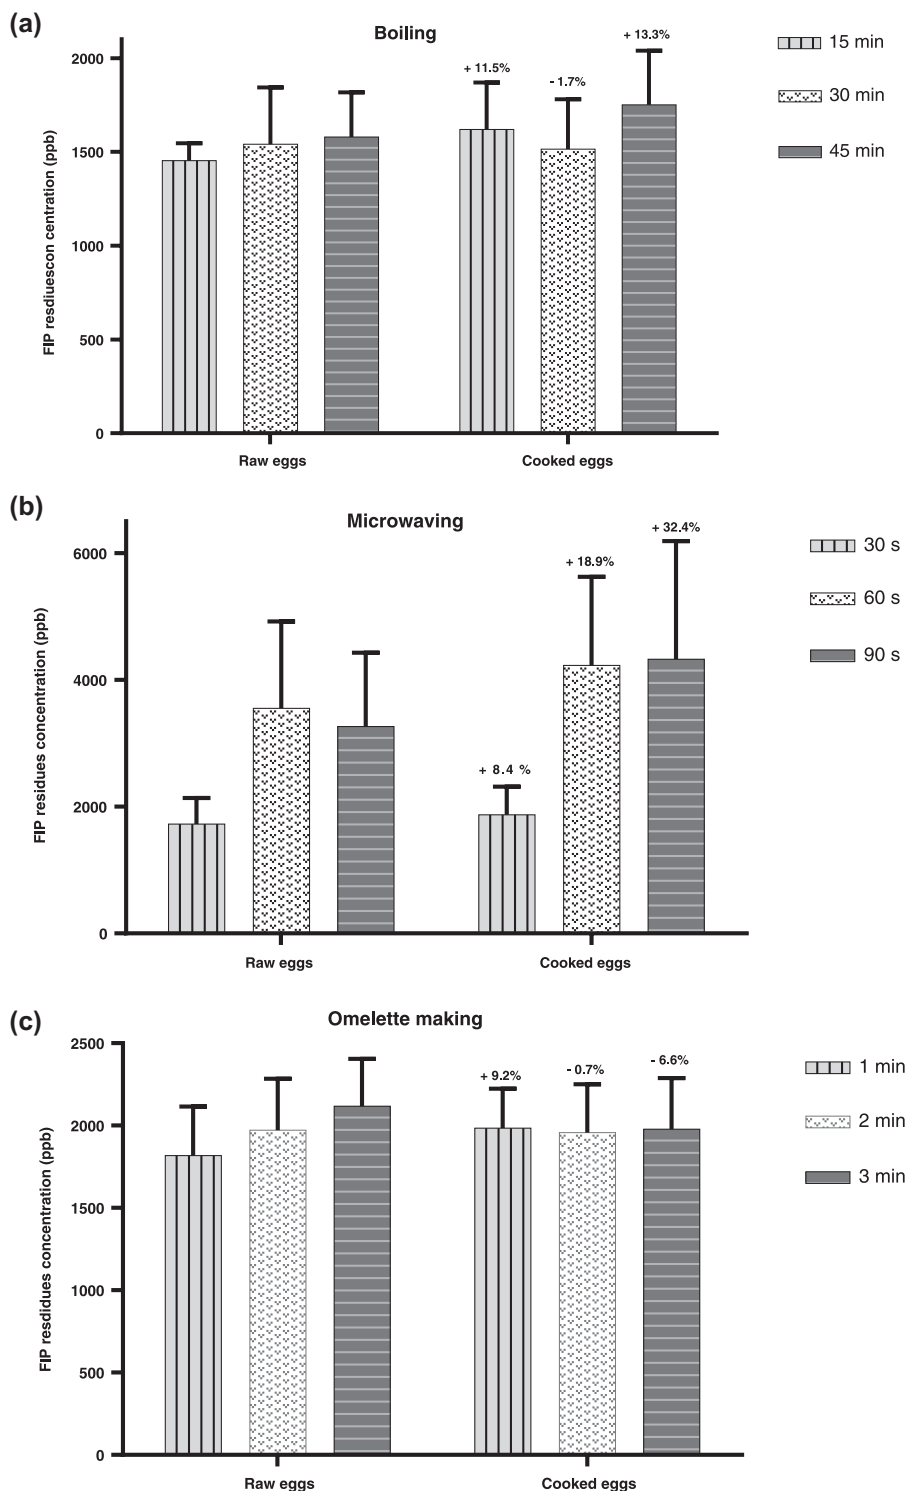 (a)
Boiling
FIP resdiuescon centration (ppb)
2000
1500
1000
500
0
+ 11.5%
- 1.7%
+ 13.3%
Raw eggs
Cooked eggs
15 min
30 min
45 min
(b)
Microwaving
FIP residues concentration (ppb)
6000
4000
2000
0
+ 8.4 %
+ 18.9%
+ 32.4%
Raw eggs
Cooked eggs
30 s
60 s
90 s
(c)
Omelette making
FIP resdidues concentration (ppb)
2500
2000
1500
1000
500
0
+ 9.2%
- 0.7%
- 6.6%
Raw eggs
Cooked eggs
1 min
2 min
3 min